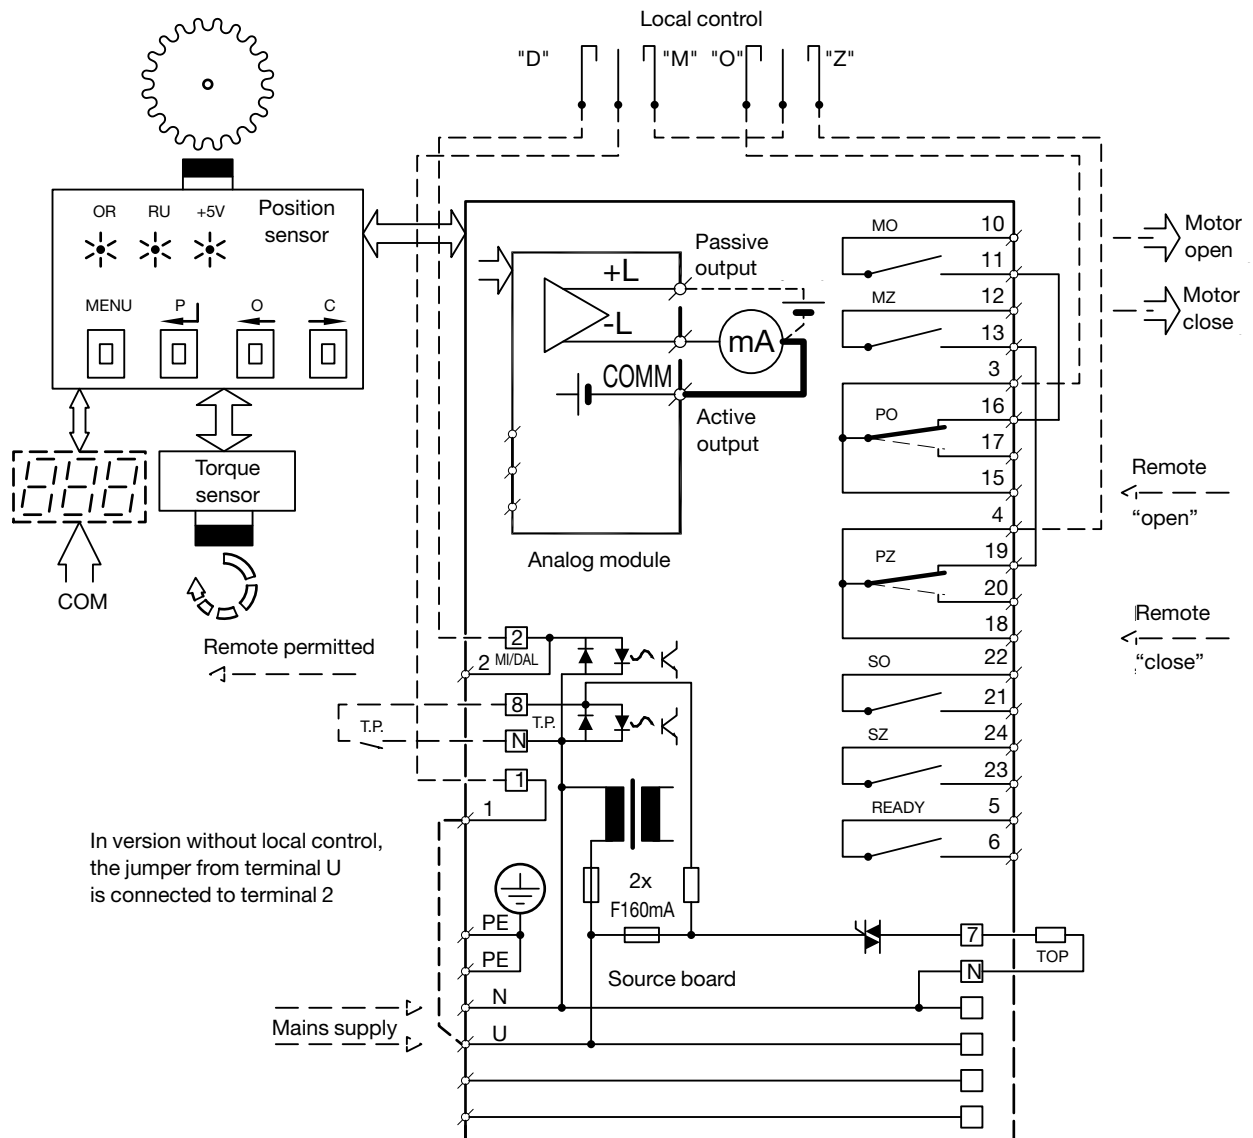 Local control
"D"
"M"
"O"
"Z"
OR
RU
+5V
Position
sensor
MENU
P
O
C
Torque
sensor
COM
Remote permitted
T.P.
In version without local control,
the jumper from terminal U
is connected to terminal 2
Mains supply
+L
-L
COMM
mA
Passive
output
Active
output
Analog module
2
2 MI/DAL
8
T.P.
N
1
1
PE
PE
N
U
2x
F160mA
Source board
7
N
TOP
MO
10
11
MZ
12
13
3
PO
16
17
15
4
PZ
19
20
18
SO
22
21
SZ
24
23
READY
5
6
Motor
open
Motor
close
Remote
“open”
Remote
“close”